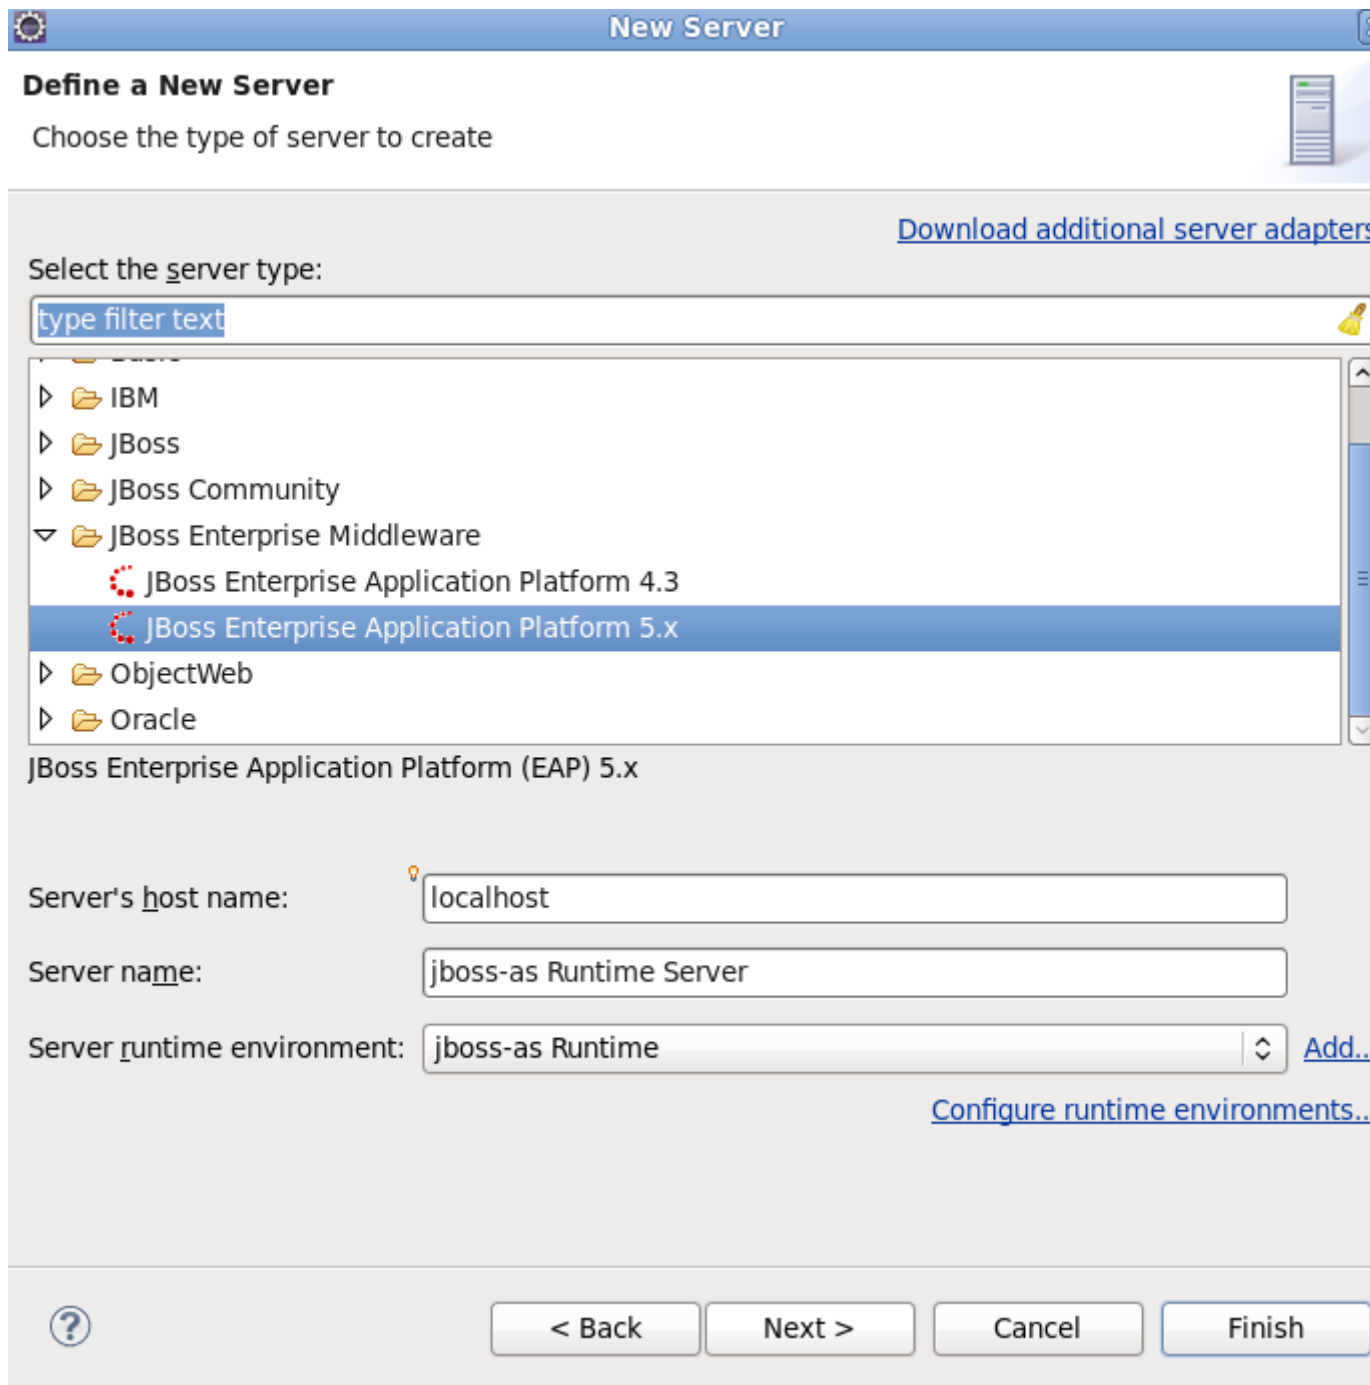 New Server
Define a New Server
Choose the type of server to create
Download additional server adapters
Select the server type:
type filter text
IBM
JBoss
JBoss Community
JBoss Enterprise Middleware
JBoss Enterprise Application Platform 4.3
JBoss Enterprise Application Platform 5.x
ObjectWeb
Oracle
JBoss Enterprise Application Platform (EAP) 5.x
Server's host name: localhost
Server name: jboss-as Runtime Server
Server runtime environment: jboss-as Runtime Add..
Configure runtime environments..
? < Back Next > Cancel Finish